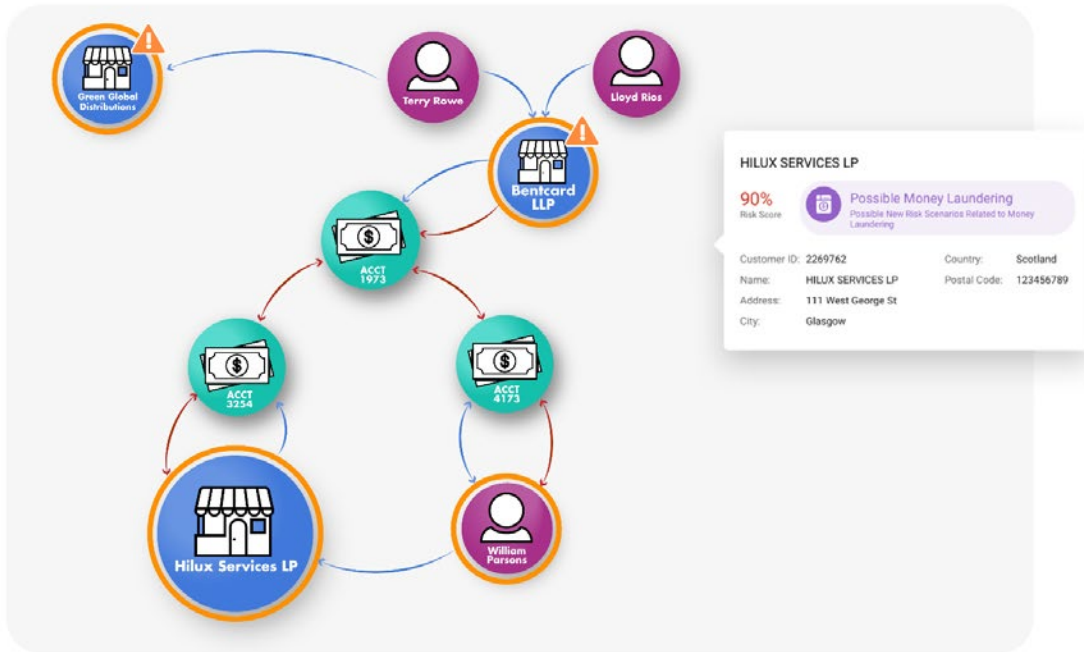 Green Global
Distributions
Terry Rowe
Lloyd Rios
Bentcard
LLP
ACCT
1973
ACCT
3254
ACCT
4173
Hilux Services LP
William
Parsons
HILUX SERVICES LP
90%
Risk Score
Possible Money Laundering
Possible New Risk Scenarios Related to Money
Laundering
Customer ID: 2269762
Country: Scotland
Name: HILUX SERVICES LP
Postal Code: 123456789
Address: 111 West George St
City: Glasgow